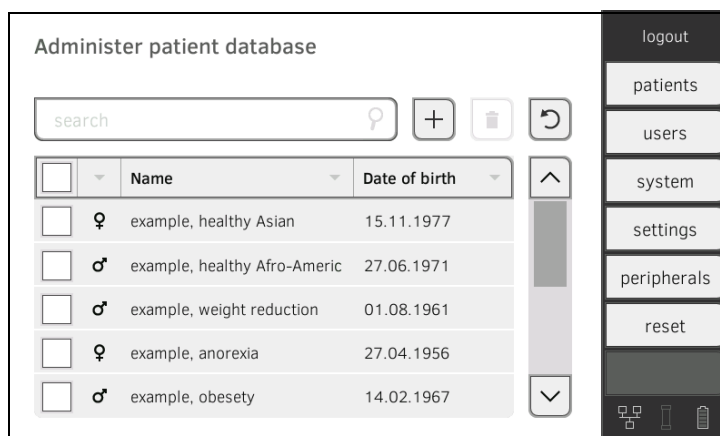 Administer patient database
search
Name Date of birth
example, healthy Asian 15.11.1977
example, healthy Afro-Americ 27.06.1971
example, weight reduction 01.08.1961
example, anorexia 27.04.1956
example, obesety 14.02.1967
logout
patients
users
system
settings
peripherals
reset